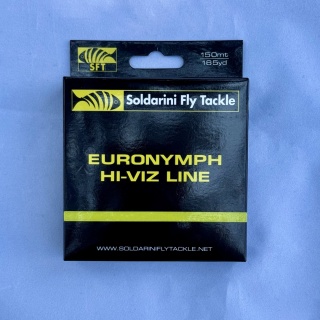 SFT
150mt
165yd
Soldarini Fly Tackle
EURONYMPH
HI-VIZ LINE
WWW.SOLDARINIFLYTACKLE.NET